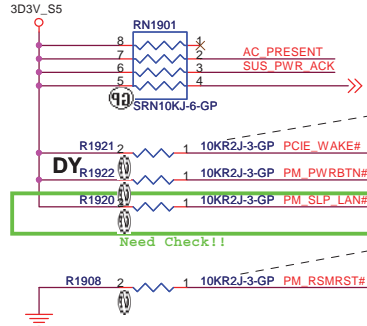 3D3V_S5
RN1901
8 1
7 2 AC_PRESENT
6 3 SUS_PWR_ACK
5 4
SRN10KJ-6-GP
R1921 2 1 10KR2J-3-GP PCIE_WAKE#
DY
R1922 2 1 10KR2J-3-GP PM_PWRBTN#
R1920 2 1 10KR2J-3-GP PM_SLP_LAN#
Need Check!!
R1908 2 1 10KR2J-3-GP PM_RSMRST#